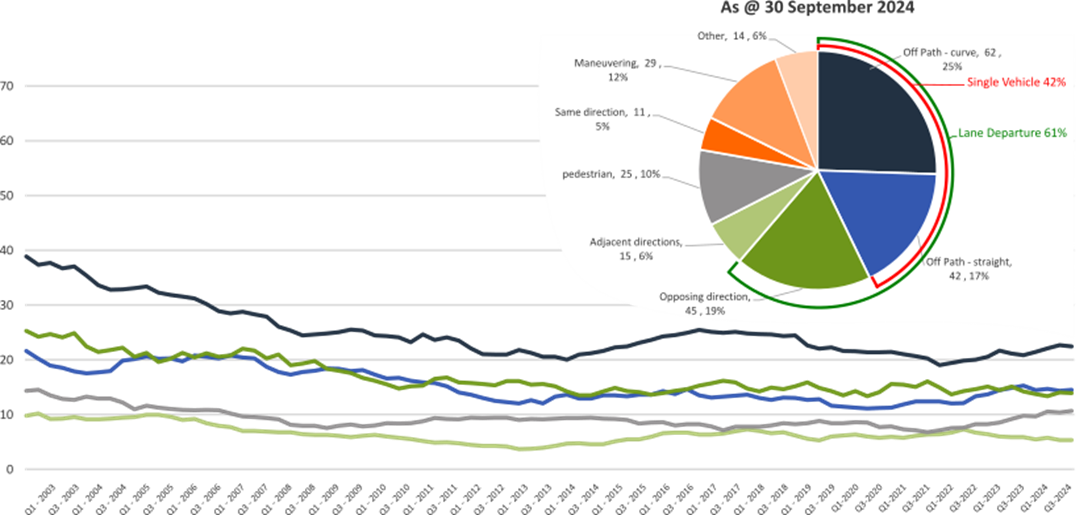 As @ 30 September 2024
Other, 14 , 6%
Off Path - curve, 62 ,
25%
Maneuvering, 29 ,
12%
Single Vehicle 42%
Same direction, 11 ,
5%
Lane Departure 61%
pedestrian, 25 , 10%
Adjacent directions,
15 , 6%
Off Path - straight,
42 , 17%
Opposing direction,
45 , 19%
70
60
50
40
30
20
10
0
Q1 - 2003
Q3 - 2003
Q1 - 2004
Q3 - 2004
Q1 - 2005
Q3 - 2005
Q1 - 2006
Q3 - 2006
Q1 - 2007
Q3 - 2007
Q1 - 2008
Q3 - 2008
Q1 - 2009
Q3 - 2009
Q1 - 2010
Q3 - 2010
Q1 - 2011
Q3 - 2011
Q1 - 2012
Q3 - 2012
Q1 - 2013
Q3 - 2013
Q1 - 2014
Q3 - 2014
Q1 - 2015
Q3 - 2015
Q1 - 2016
Q3 - 2016
Q1 - 2017
Q3 - 2017
Q1 - 2018
Q3 - 2018
Q1 - 2019
Q3 - 2019
Q1-2020
Q3-2020
Q1-2021
Q3-2021
Q1-2022
Q3-2022
Q1-2023
Q3-2023
Q1-2024
Q3-2024